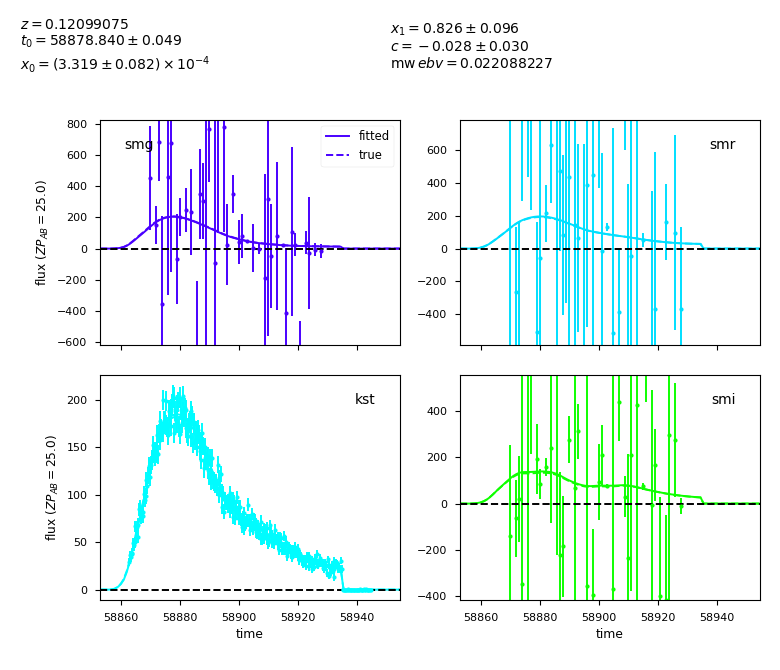 z = 0.12099075
t0 = 58878.840 ± 0.049
x0 = (3.319 ± 0.082) × 10^−4
x1 = 0.826 ± 0.096
c = −0.028 ± 0.030
mw ebv = 0.022088227
smg
fitted
true
800
600
400
200
0
−200
−400
−600
flux (ZP_AB = 25.0)
smr
600
400
200
0
−200
−400
kst
200
150
100
50
0
flux (ZP_AB = 25.0)
58860 58880 58900 58920 58940
time
smi
400
200
0
−200
−400
58860 58880 58900 58920 58940
time